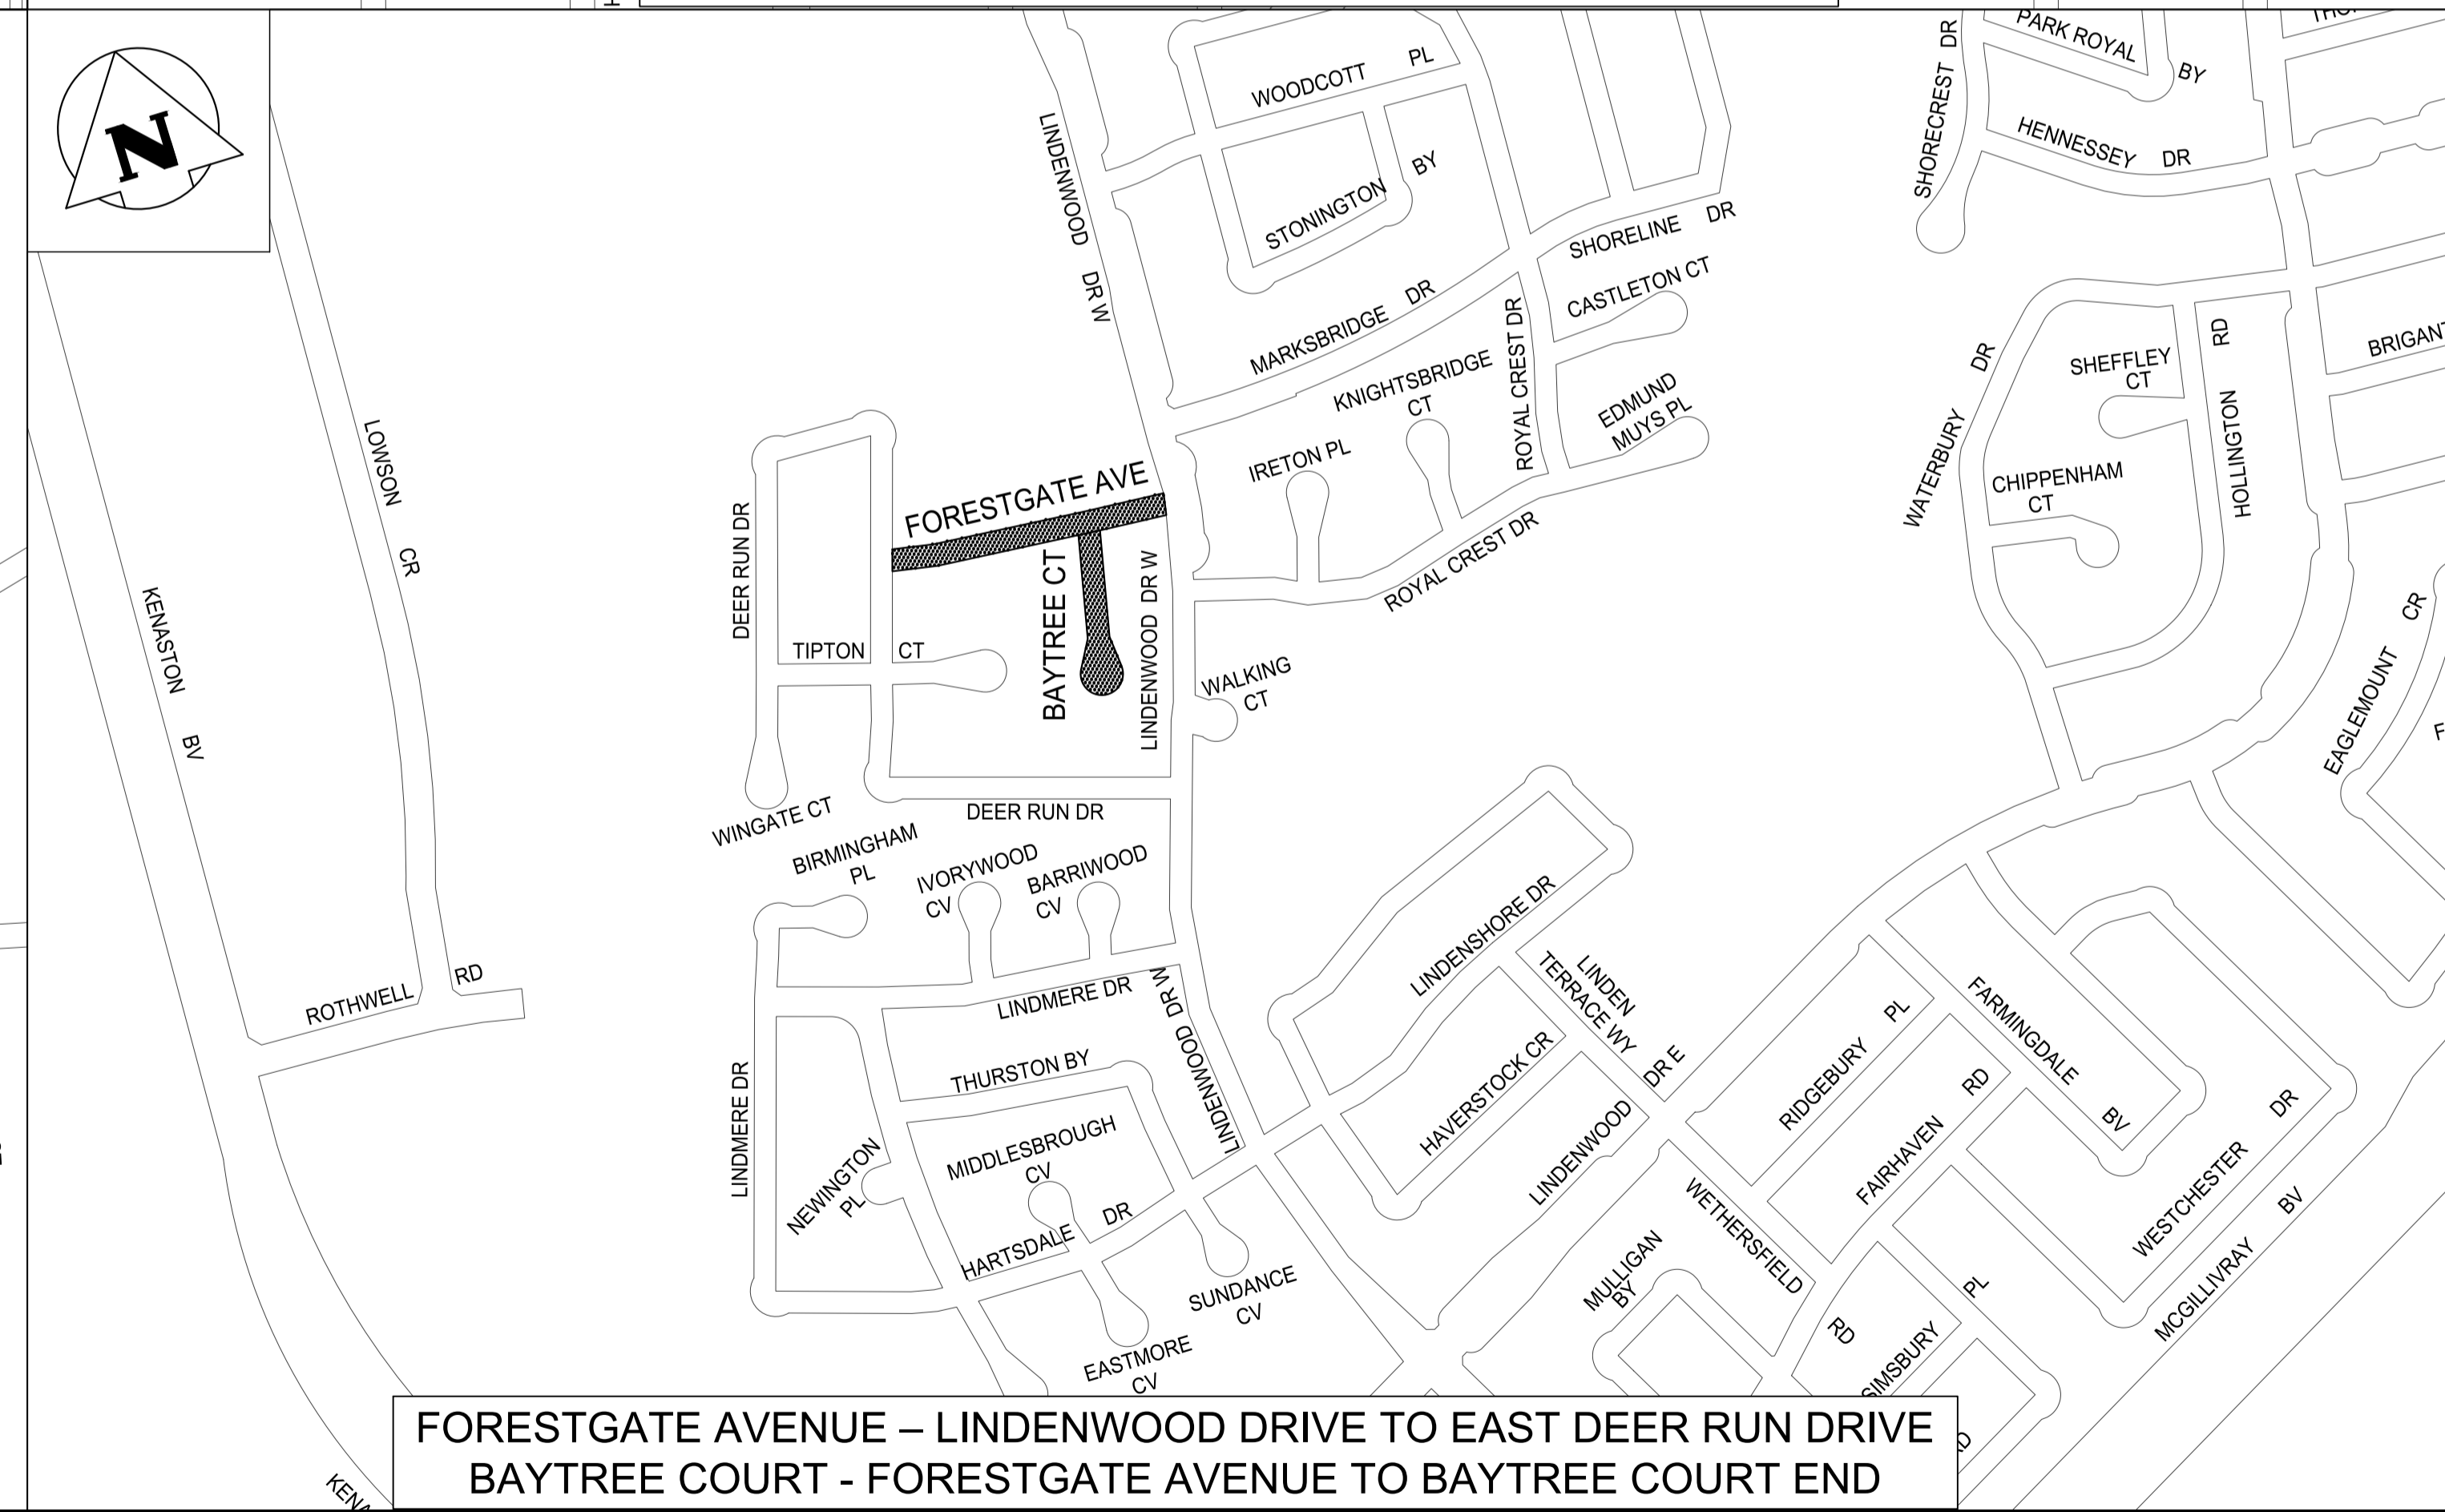 N
PARK ROYAL
BY
SHORECREST DR
HENNESSEY DR
WOODCOTT PL
STONINGTON BY
LINDENWOOD DR W
SHORELINE DR
CASTLETON CT
MARKSBRIDGE DR
ROYAL CREST DR
KNIGHTSBRIDGE
CT
EDMUND
MUYS PL
IRETON PL
ROYAL CREST DR
WATERBURY DR
SHEFFLEY
CT
HOLLINGTON RD
CHIPPENHAM
CT
EAGLEMOUNT CR
LOWSON CR
KENASTON BV
ROTHWELL RD
DEER RUN DR
FORESTGATE AVE
BAYTREE CT
LINDENWOOD DR W
TIPTON CT
WALKING
CT
WINGATE CT
DEER RUN DR
BIRMINGHAM
PL
IVORYWOOD
CV
BARRIWOOD
CV
LINDMERE DR
LINDENWOOD DR W
LINDMERE DR
THURSTON BY
MIDDLESBROUGH
CV
NEWINGTON
PL
HARTSDALE DR
SUNDANCE
CV
EASTMORE
CV
LINDENSHORE DR
LINDEN
TERRACE WY
HAVERSTOCK CR
LINDENWOOD DR E
RIDGEBURY PL
FARMINGDALE BV
FAIRHAVEN RD
WETHERSFIELD RD
MULLIGAN
BY
SIMSBURY PL
WESTCHESTER DR
MCGILLIVRAY BV
FORESTGATE AVENUE – LINDENWOOD DRIVE TO EAST DEER RUN DRIVE
BAYTREE COURT - FORESTGATE AVENUE TO BAYTREE COURT END